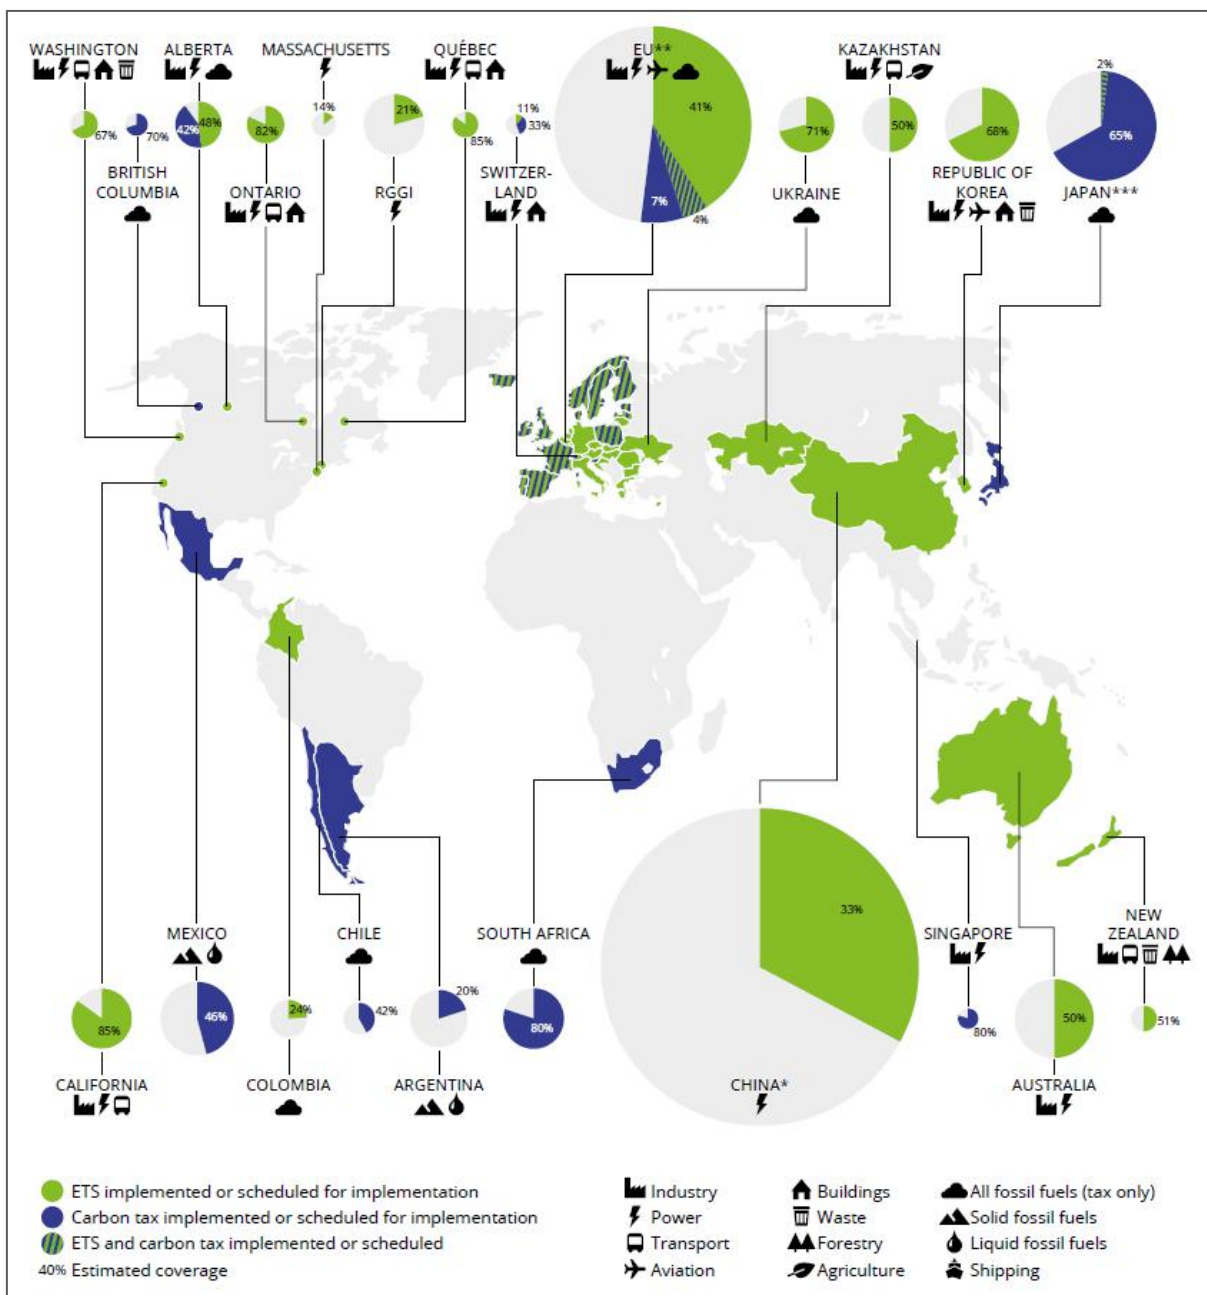 WASHINGTON
ALBERTA
MASSACHUSETTS
QUÉBEC
EU**
KAZAKHSTAN
2%
14%
21%
11%
33%
41%
67%
70%
42%
48%
82%
85%
71%
50%
68%
65%
BRITISH
COLUMBIA
ONTARIO
RGGI
SWITZER-
LAND
7%
4%
UKRAINE
REPUBLIC OF
KOREA
JAPAN***
33%
MEXICO
CHILE
SOUTH AFRICA
SINGAPORE
NEW
ZEALAND
85%
46%
24%
42%
20%
80%
80%
50%
51%
CALIFORNIA
COLOMBIA
ARGENTINA
CHINA*
AUSTRALIA
ETS implemented or scheduled for implementation
Carbon tax implemented or scheduled for implementation
ETS and carbon tax implemented or scheduled
40% Estimated coverage
Industry
Power
Transport
Aviation
Buildings
Waste
Forestry
Agriculture
All fossil fuels (tax only)
Solid fossil fuels
Liquid fossil fuels
Shipping